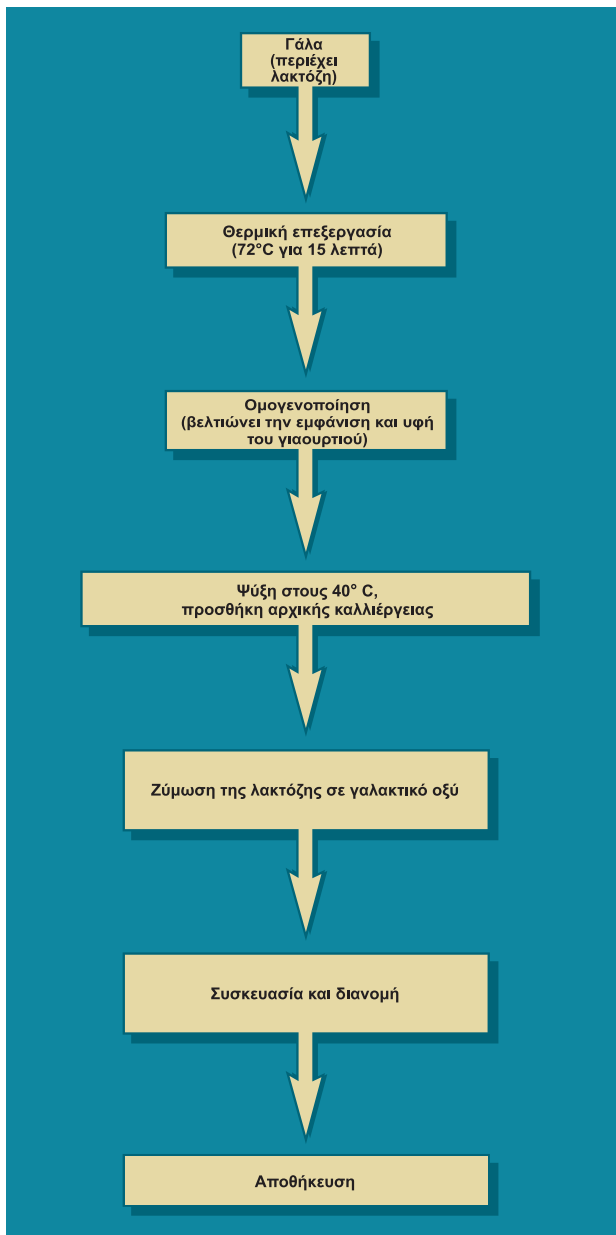 Γάλα
(περιέχει
λακτόζη)
Θερμική επεξεργασία
(72°C για 15 λεπτά)
Ομογενοποίηση
(βελτιώνει την εμφάνιση και υφή
του γιαουρτιού)
Ψύξη στους 40° C,
προσθήκη αρχικής καλλιέργειας
Ζύμωση της λακτόζης σε γαλακτικό οξύ
Συσκευασία και διανομή
Αποθήκευση